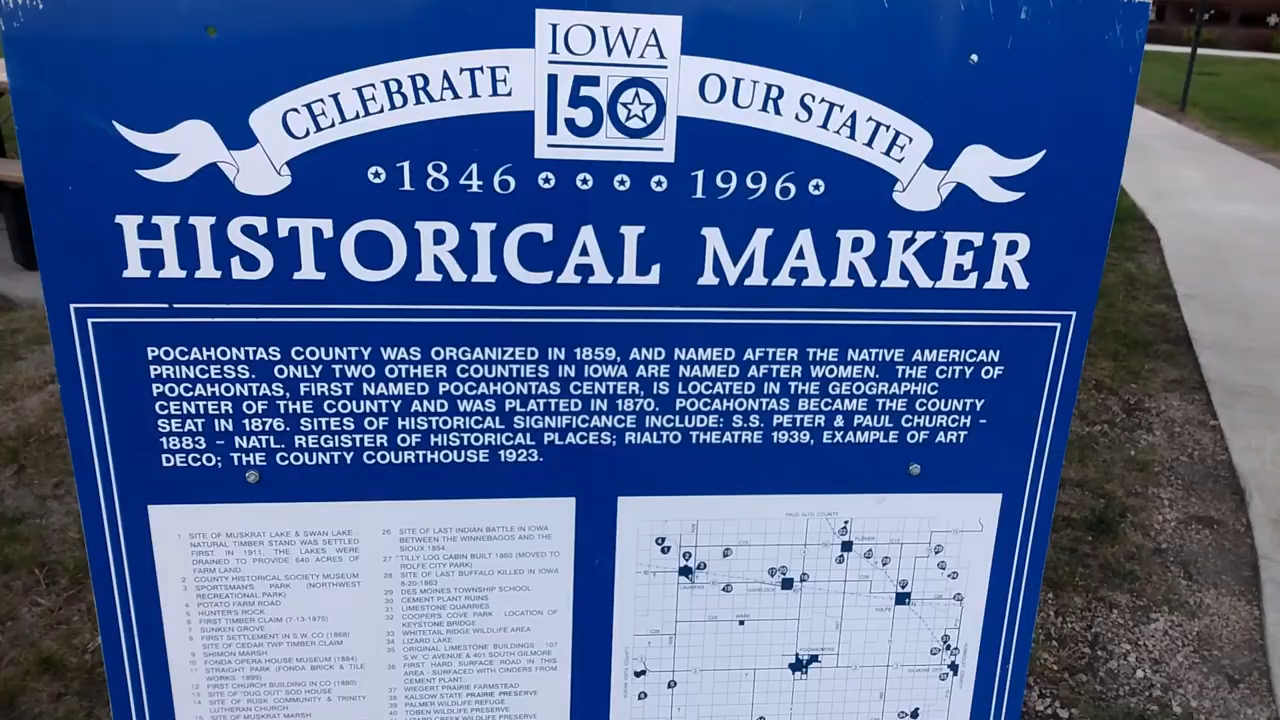 IOWA
CELEBRATE
150
OUR STATE
1846
1996
HISTORICAL MARKER
POCAHONTAS COUNTY WAS ORGANIZED IN 1859, AND NAMED AFTER THE NATIVE AMERICAN
PRINCESS. ONLY TWO OTHER COUNTIES IN IOWA ARE NAMED AFTER WOMEN. THE CITY OF
POCAHONTAS, FIRST NAMED POCAHONTAS CENTER, IS LOCATED IN THE GEOGRAPHIC
CENTER OF THE COUNTY AND WAS PLATTED IN 1870. POCAHONTAS BECAME THE COUNTY
SEAT IN 1876. SITES OF HISTORICAL SIGNIFICANCE INCLUDE: S.S. PETER & PAUL CHURCH -
1883 - NATL. REGISTER OF HISTORICAL PLACES; RIALTO THEATRE 1939, EXAMPLE OF ART
DECO; THE COUNTY COURTHOUSE 1923.
1 SITE OF MUSKRAT LAKE & SWAN LAKE -
NATURAL TIMBER STAND WAS SETTLED
FIRST. IN 1911, THE LAKES WERE
DRAINED TO PROVIDE 640 ACRES OF
FARM LAND.
2 COUNTY HISTORICAL SOCIETY MUSEUM
3 SPORTSMAN'S PARK (NORTHWEST
RECREATIONAL PARK)
4 POTATO FARM ROAD
5 HUNTER'S ROCK
6 FIRST TIMBER CLAIM (7-13-1875)
7 SUNKEN GROVE
8 FIRST SETTLEMENT IN S.W. CO (1868)
SITE OF CEDAR TWP TIMBER CLAIM
9 SHIMON MARSH
10 FONDA OPERA HOUSE MUSEUM (1884)
11 STRAIGHT PARK (FONDA BRICK & TILE
WORKS 1895)
12 FIRST CHURCH BUILDING IN CO (1880)
13 SITE OF "DUG OUT" SOD HOUSE
14 SITE OF RUSK COMMUNITY & TRINITY
LUTHERAN CHURCH
15 SITE OF MUSKRAT MARSH
26 SITE OF LAST INDIAN BATTLE IN IOWA
BETWEEN THE WINNEBAGOS AND THE
SIOUX 1854
27 TILLY LOG CABIN BUILT 1860 (MOVED TO
ROLFE CITY PARK)
28 SITE OF LAST BUFFALO KILLED IN IOWA
8-20-1863
29 DES MOINES TOWNSHIP SCHOOL
30 CEMENT PLANT RUINS
31 LIMESTONE QUARRIES
32 COOPER'S COVE PARK - LOCATION OF
KEYSTONE BRIDGE
33 WHITETAIL RIDGE WILDLIFE AREA
34 LIZARD LAKE
35 ORIGINAL LIMESTONE BUILDINGS 107
S.W. 'C' AVENUE & 401 SOUTH GILMORE
36 FIRST HARD SURFACE ROAD IN THIS
AREA - SURFACED WITH CINDERS FROM
CEMENT PLANT
37 WIEGERT PRAIRIE FARMSTEAD
38 KALSOW STATE PRAIRIE PRESERVE
39 PALMER WILDLIFE REFUGE
40 TOBEN WILDLIFE PRESERVE
LIZARD CREEK WILDLIFE PRESERVE
PALO ALTO COUNTY
PLOVER
LAURENS
HAVELOCK
ROLFE
POCAHONTAS